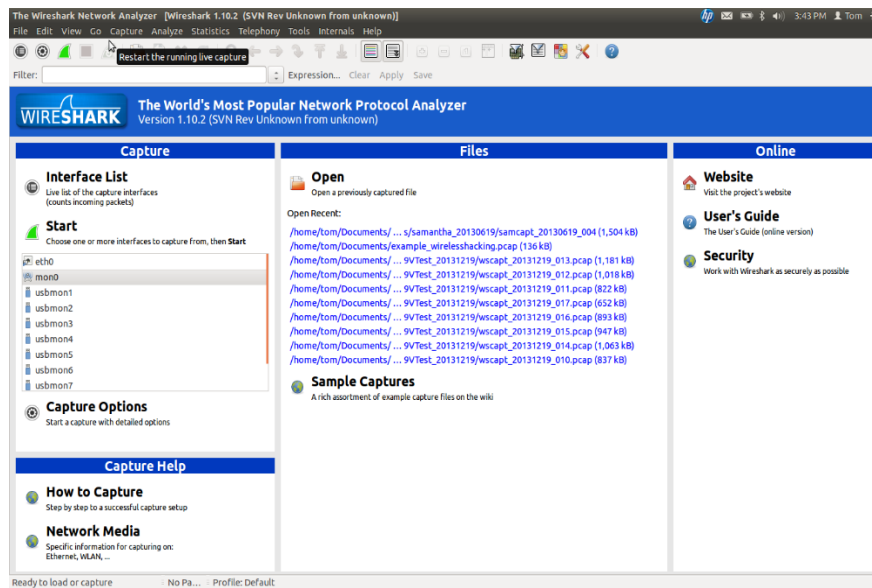 The Wireshark Network Analyzer [Wireshark 1.10.2 (SVN Rev Unknown from unknown)]
3:43 PM Tom
File Edit View Go Capture Analyze Statistics Telephony Tools Internals Help
Restart the running live capture
Filter:
Expression... Clear Apply Save
WIRESHARK
The World's Most Popular Network Protocol Analyzer
Version 1.10.2 (SVN Rev Unknown from unknown)
Capture
Interface List
Live list of the capture interfaces
(counts incoming packets)
Start
Choose one or more interfaces to capture from, then Start
eth0
mon0
usbmon1
usbmon2
usbmon3
usbmon4
usbmon5
usbmon6
usbmon7
Capture Options
Start a capture with detailed options
Capture Help
How to Capture
Step by step to a successful capture setup
Network Media
Specific information for capturing on:
Ethernet, WLAN, ...
Files
Open
Open a previously captured file
Open Recent:
/home/tom/Documents/ ... s/samantha_20130619/samcapt_20130619_004 (1,504 kB)
/home/tom/Documents/example_wirelesshacking.pcap (136 kB)
/home/tom/Documents/ ... 9VTest_20131219/wscapt_20131219_013.pcap (1,181 kB)
/home/tom/Documents/ ... 9VTest_20131219/wscapt_20131219_012.pcap (1,018 kB)
/home/tom/Documents/ ... 9VTest_20131219/wscapt_20131219_011.pcap (822 kB)
/home/tom/Documents/ ... 9VTest_20131219/wscapt_20131219_017.pcap (652 kB)
/home/tom/Documents/ ... 9VTest_20131219/wscapt_20131219_016.pcap (893 kB)
/home/tom/Documents/ ... 9VTest_20131219/wscapt_20131219_015.pcap (947 kB)
/home/tom/Documents/ ... 9VTest_20131219/wscapt_20131219_014.pcap (1,063 kB)
/home/tom/Documents/ ... 9VTest_20131219/wscapt_20131219_010.pcap (837 kB)
Sample Captures
A rich assortment of example capture files on the wiki
Online
Website
Visit the project's website
User's Guide
The User's Guide (online version)
Security
Work with Wireshark as securely as possible
Ready to load or capture
No Pa...
Profile: Default